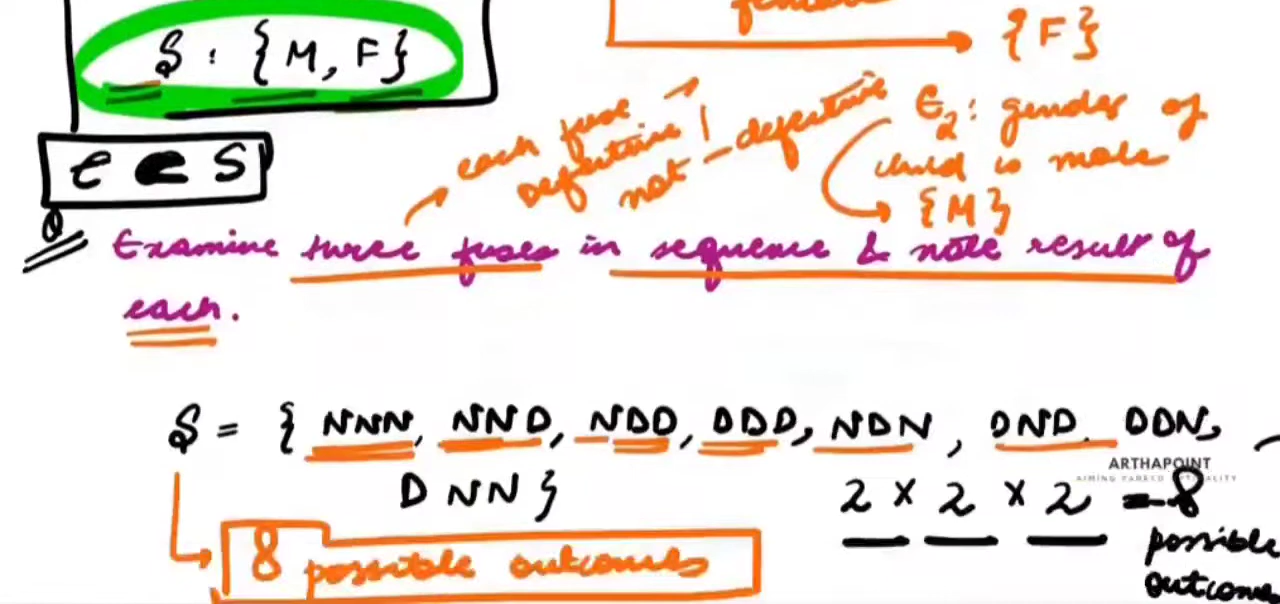 S : {M, F}
{F}
each fuse
defective /
not - defective
E₂ : gender of
child is male
{M}
E ⊂ S
Q
Examine three fuses in sequence & note result of
each.
S = { NNN, NND, NDD, DDD, NDN, DND, DDN,
DNN }
ARTHAPOINT
2 × 2 × 2 = 8
possible
outcomes
8 possible outcomes